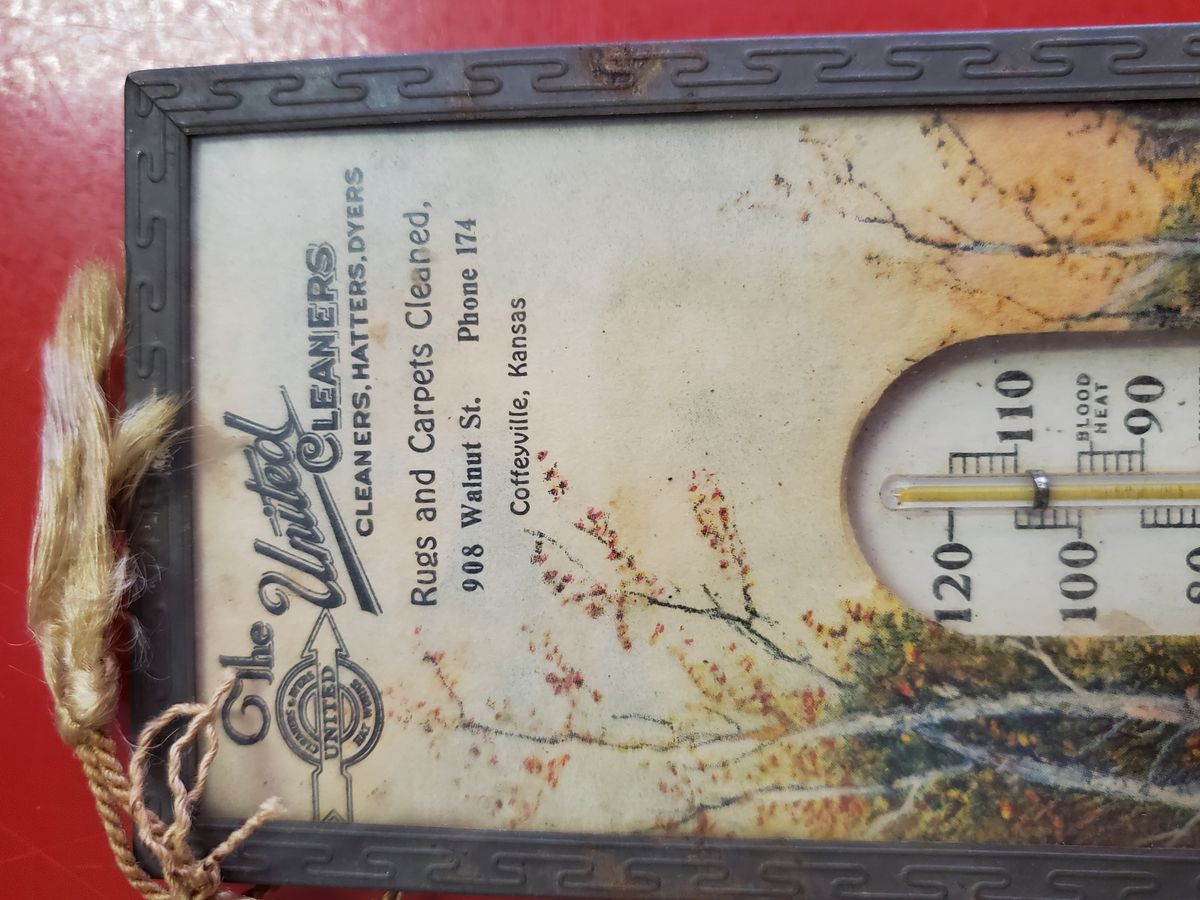 The United
CLEANERS
CLEANERS, HATTERS, DYERS
UNITED
Rugs and Carpets Cleaned,
908 Walnut St. Phone 174
Coffeyville, Kansas
120
110
100
BLOOD
HEAT
90
80